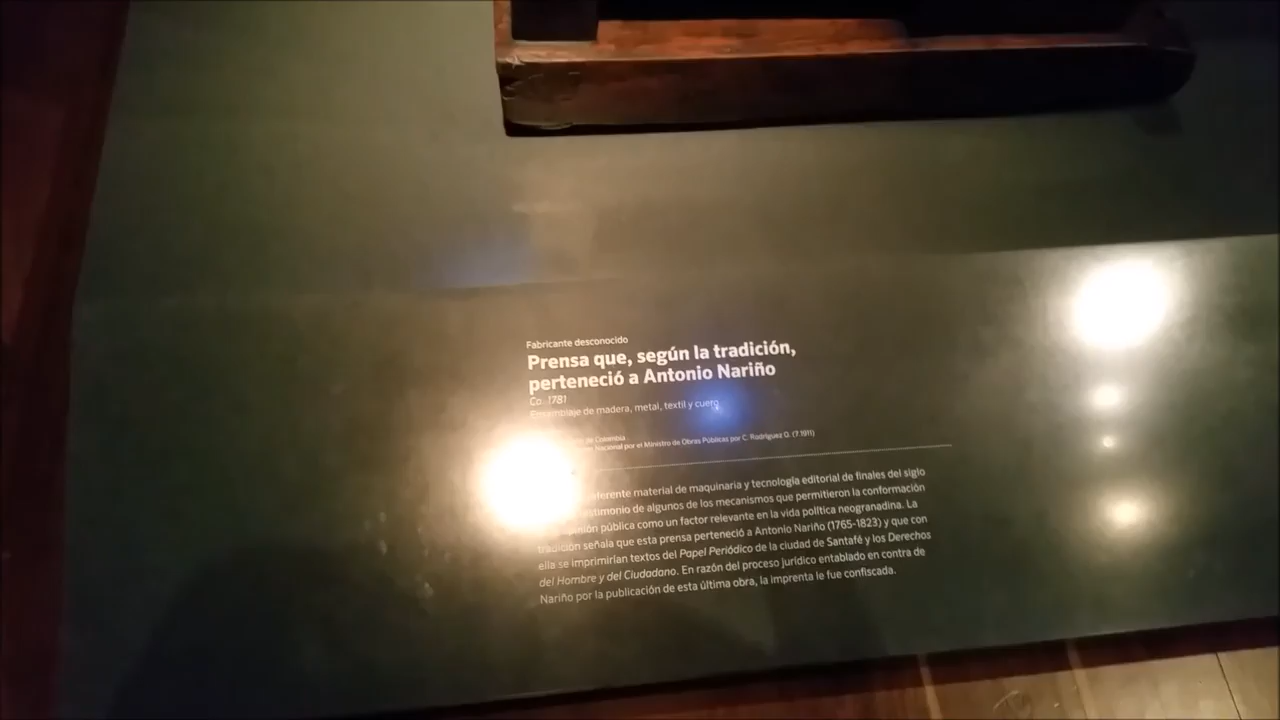 Fabricante desconocido
Prensa que, según la tradición,
perteneció a Antonio Nariño
Ca. 1781
Ensamblaje de madera, metal, textil y cuero
de Colombia
Nacional por el Ministro de Obras Públicas por C. Rodríguez O. (7.1911)
material de maquinaria y tecnología editorial de finales del siglo
de algunos de los mecanismos que permitieron la conformación
pública como un factor relevante en la vida política neogranadina. La
tradición señala que esta prensa perteneció a Antonio Nariño (1765-1823) y que con
ella se imprimirían textos del Papel Periódico de la ciudad de Santafé y los Derechos
del Hombre y del Ciudadano. En razón del proceso jurídico entablado en contra de
Nariño por la publicación de esta última obra, la imprenta le fue confiscada.